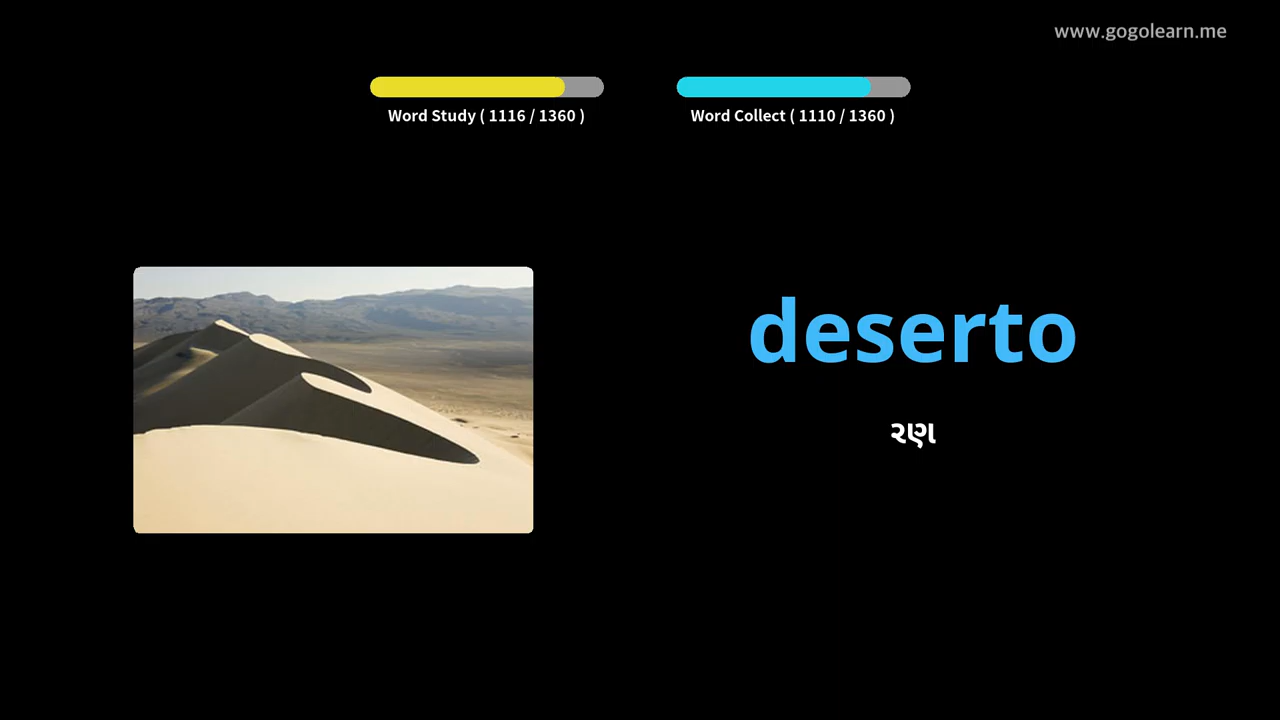 www.gogolearn.me
Word Study ( 1116 / 1360 )
Word Collect ( 1110 / 1360 )
deserto
રણ